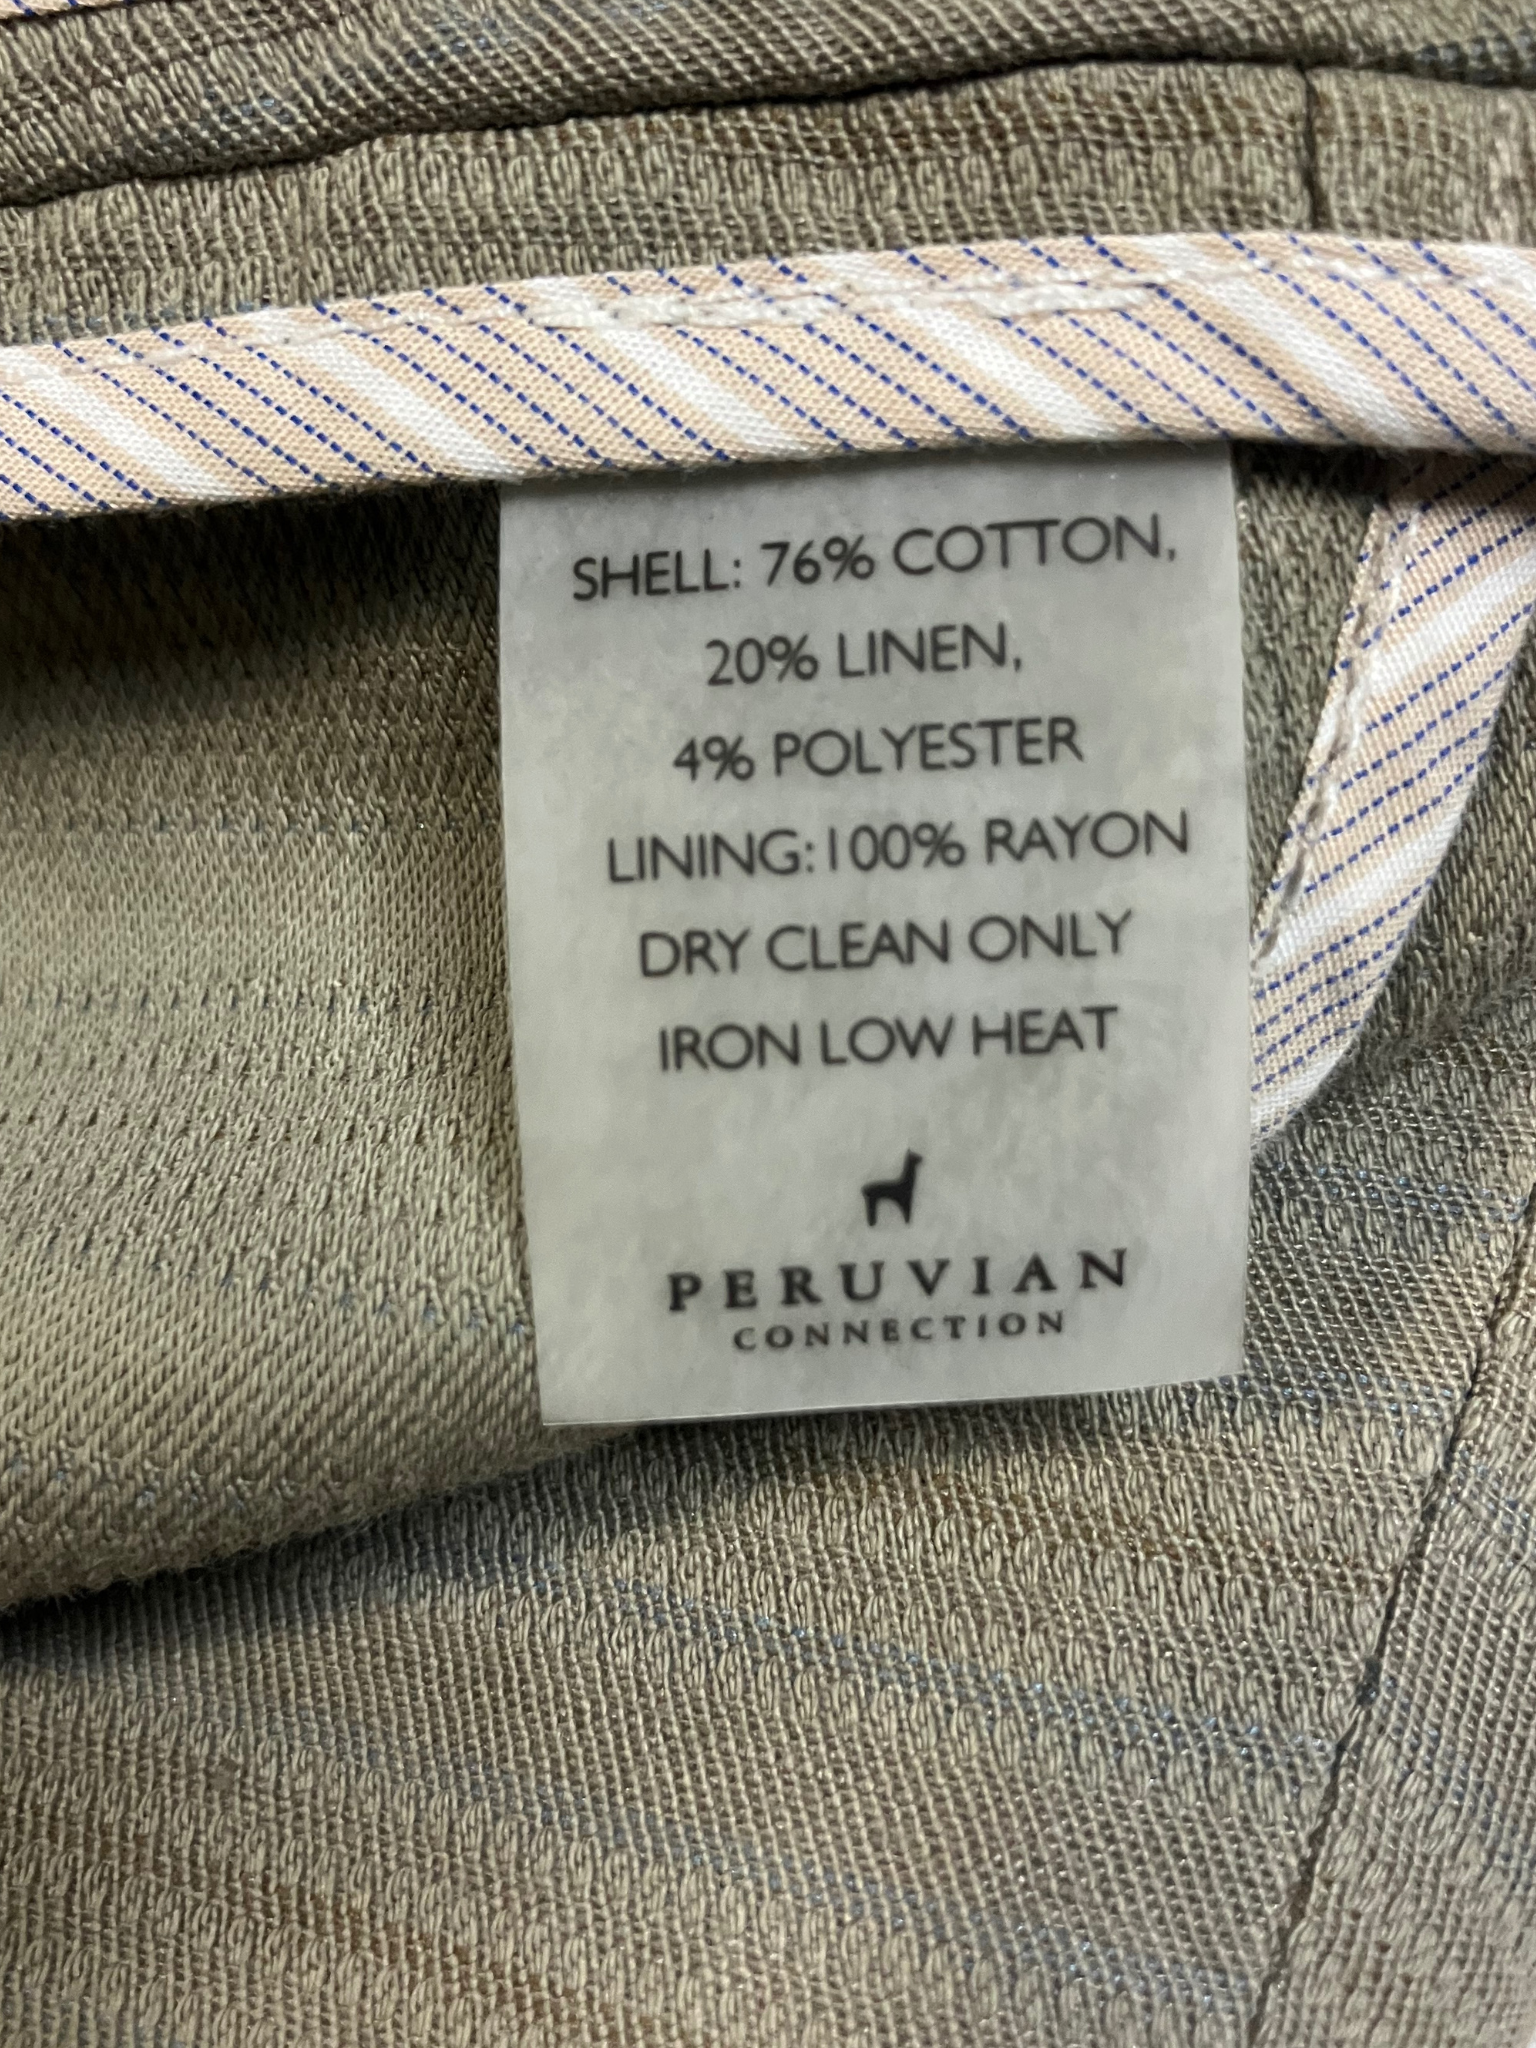 SHELL: 76% COTTON,
20% LINEN,
4% POLYESTER
LINING:100% RAYON
DRY CLEAN ONLY
IRON LOW HEAT
PERUVIAN
CONNECTION